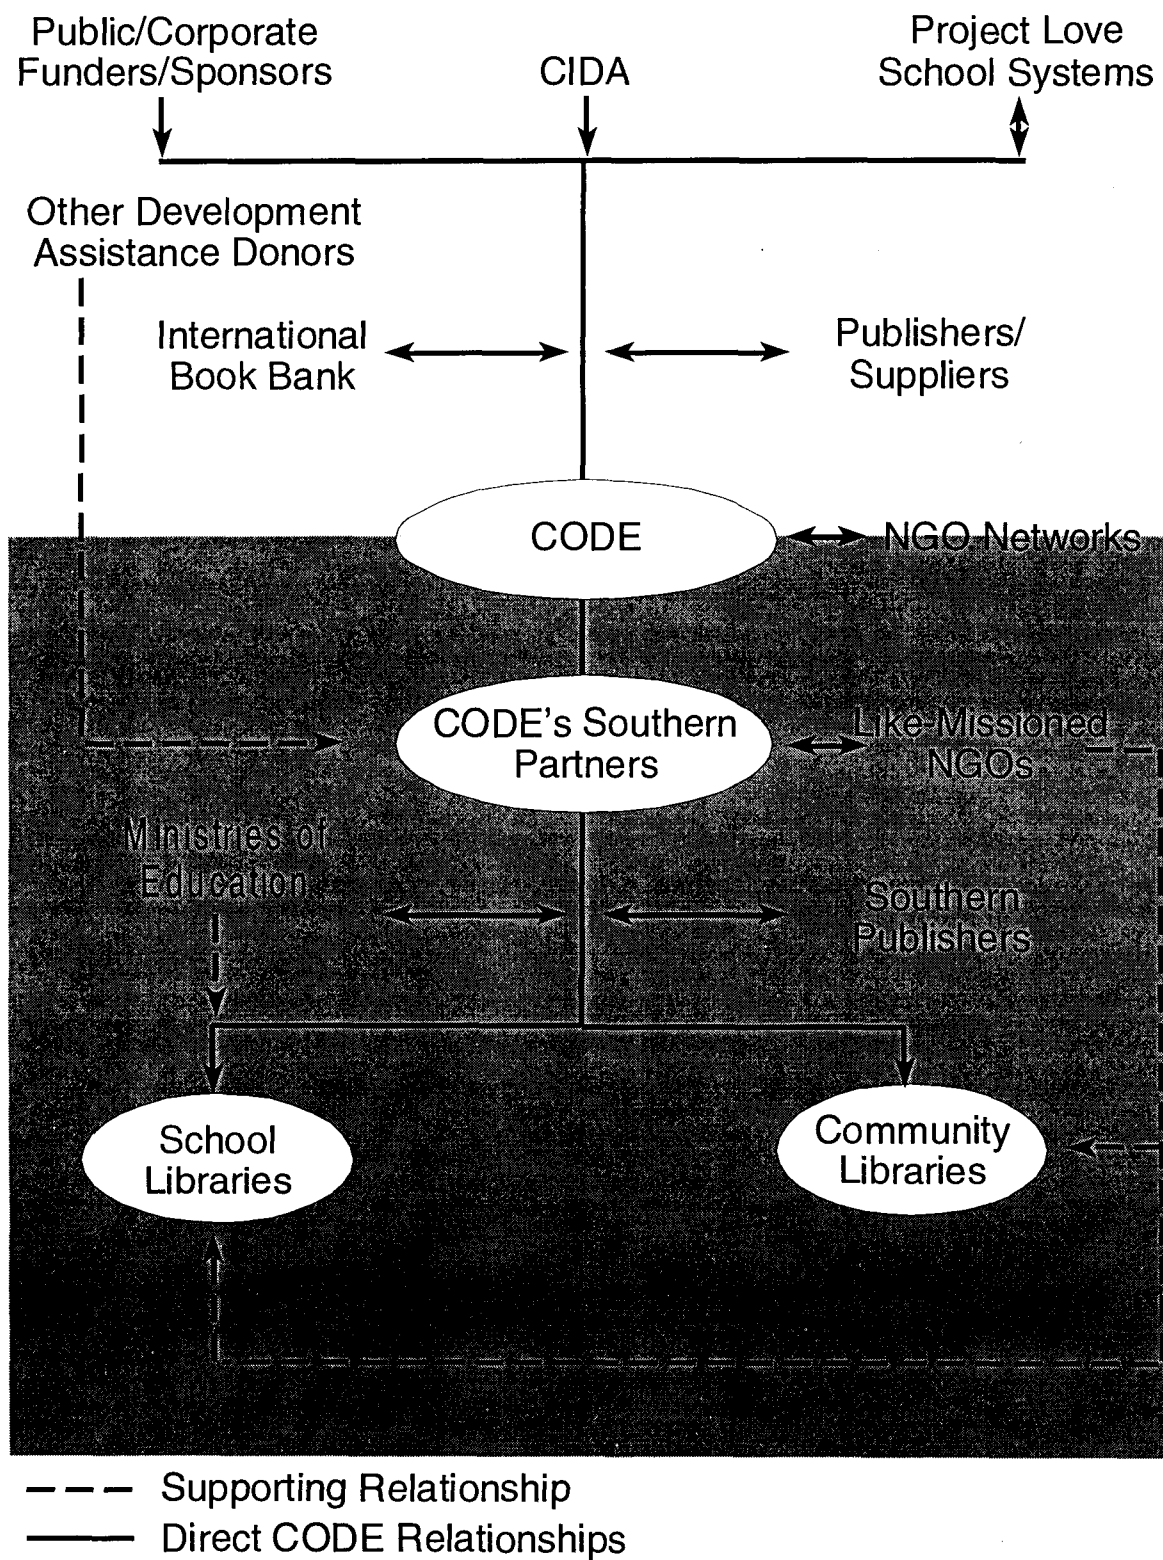 Public/Corporate
Funders/Sponsors
CIDA
Project Love
School Systems
Other Development
Assistance Donors
International
Book Bank
Publishers/
Suppliers
CODE
NGO Networks
CODE's Southern
Partners
Like-Missioned
NGOs
Ministries of
Education
Southern
Publishers
School
Libraries
Community
Libraries
Supporting Relationship
Direct CODE Relationships